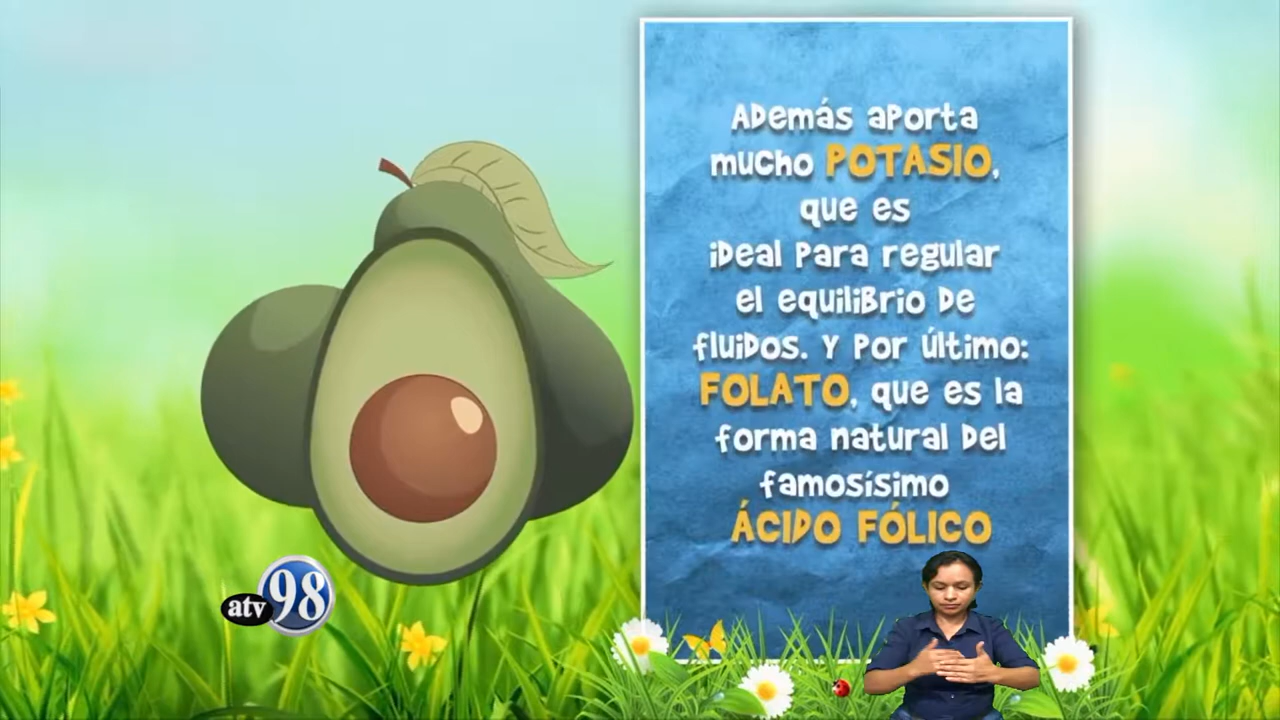 Además aporta
mucho POTASIO,
que es
ideal para regular
el equilibrio de
fluidos. Y por último:
FOLATO, que es la
forma natural del
famosísimo
ÁCIDO FÓLICO
atv 98